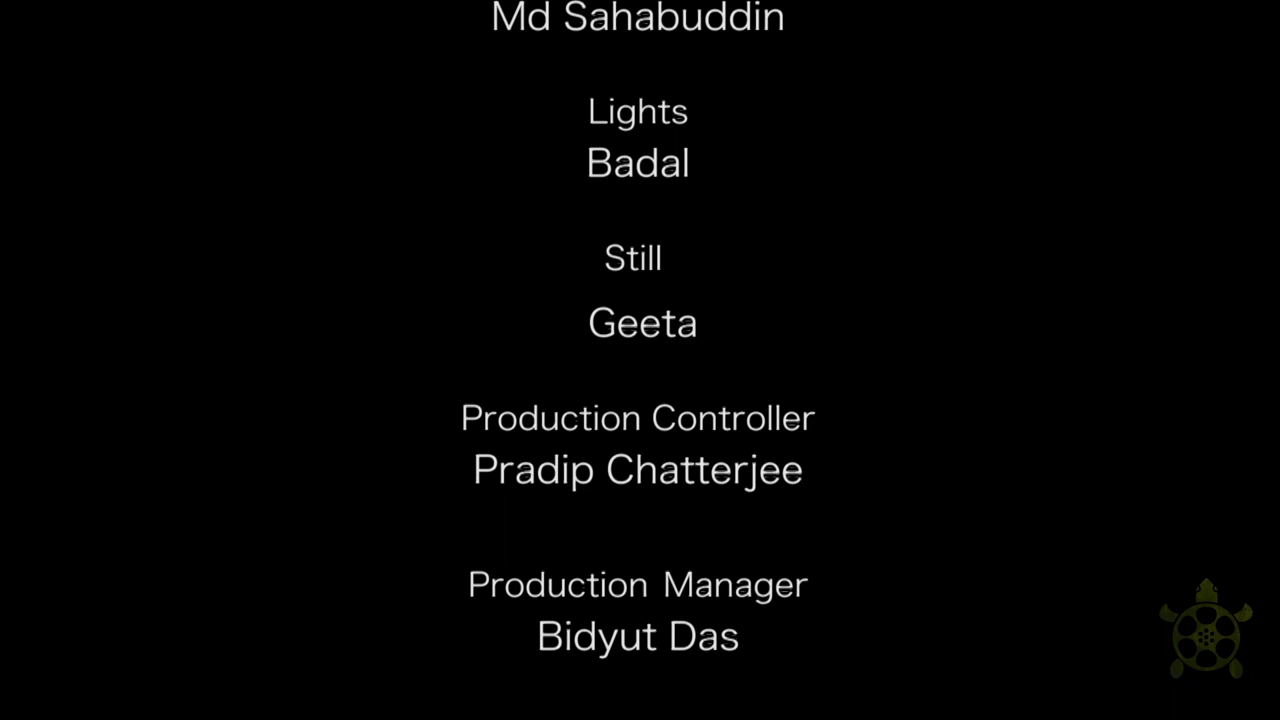 Md Sahabuddin
Lights
Badal
Still
Geeta
Production Controller
Pradip Chatterjee
Production Manager
Bidyut Das